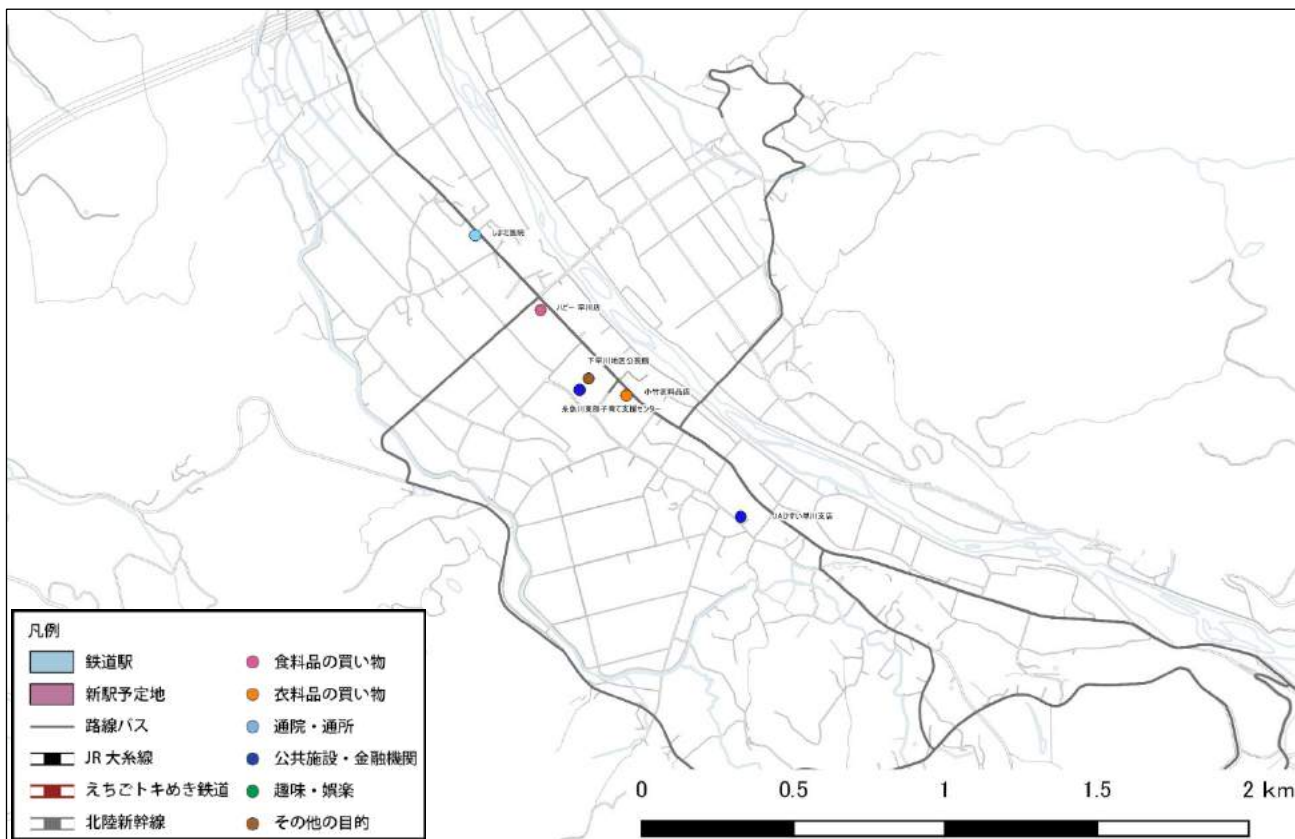 しまだ医院
ハピー 早川店
下早川地区公民館
小竹衣料品店
糸魚川東部子育て支援センター
JAひすい早川支店
凡例
鉄道駅
新駅予定地
路線バス
JR 大糸線
えちごトキめき鉄道
北陸新幹線
食料品の買い物
衣料品の買い物
通院・通所
公共施設・金融機関
趣味・娯楽
その他の目的
0 0.5 1 1.5 2 km